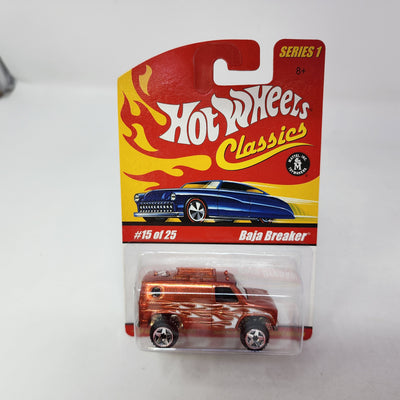 SERIES 1
8+
Hot Wheels
Classics
#15 of 25
Baja Breaker